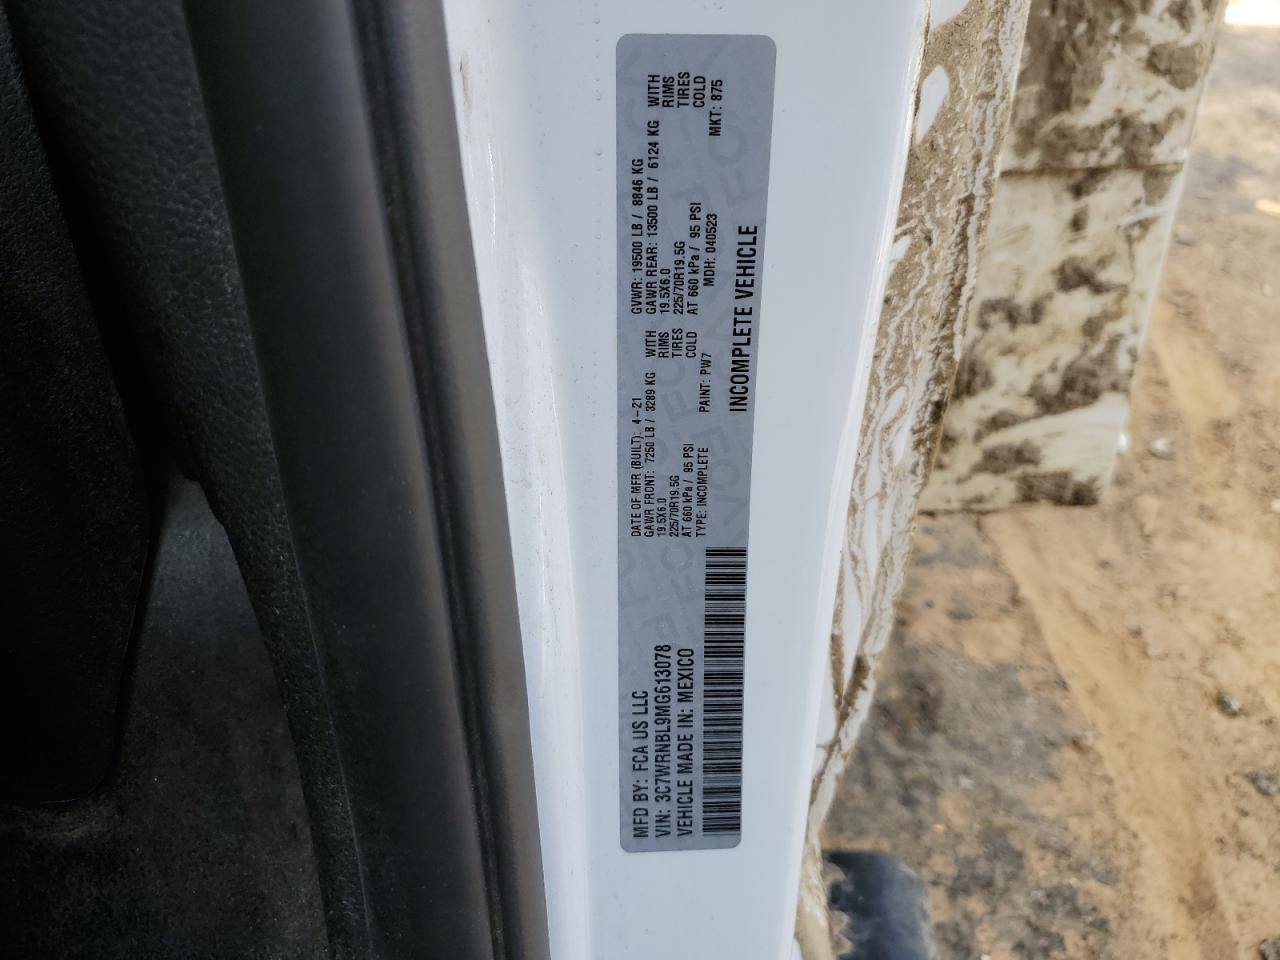 MFD BY: FCA US LLC
VIN: 3C7WRNBL9MG613078
VEHICLE MADE IN: MEXICO
DATE OF MFR (BUILT): 4-21
GAWR FRONT: 7250 LB / 3289 KG WITH
19.5X6.0 RIMS
225/70R19.5G TIRES
AT 660 kPa / 95 PSI COLD
TYPE: INCOMPLETE PAINT: PW7
GVWR: 19500 LB / 8846 KG
GAWR REAR: 13500 LB / 6124 KG WITH
19.5X6.0 RIMS
225/70R19.5G TIRES
AT 660 kPa / 95 PSI COLD
MDH: 040523 MKT: 875
INCOMPLETE VEHICLE